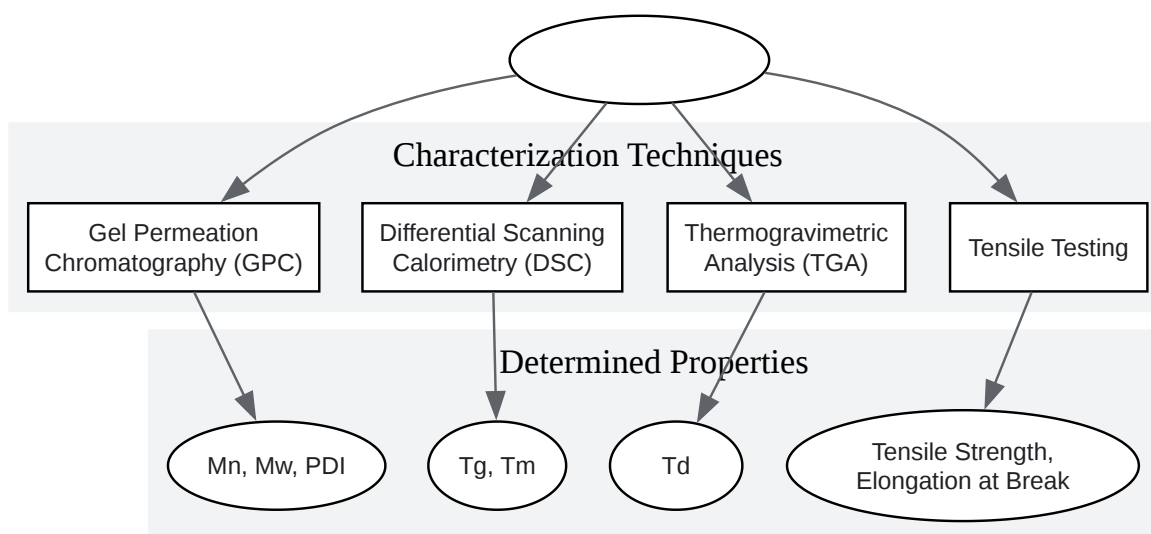 Characterization Techniques
Gel Permeation
Chromatography (GPC)
Differential Scanning
Calorimetry (DSC)
Thermogravimetric
Analysis (TGA)
Tensile Testing
Determined Properties
Mn, Mw, PDI
Tg, Tm
Td
Tensile Strength,
Elongation at Break